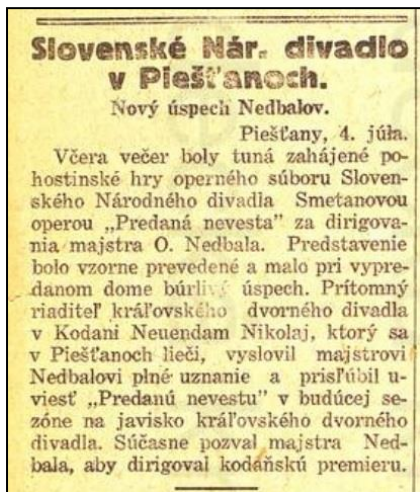 Slovenské Nár. divadlo
v Piešťanoch.
Nový úspech Nedbalov.
Piešťany, 4. júla.
Včera večer boly tuná zahájené po-
hostinské hry operného súboru Sloven-
ského Národného divadla Smetanovou
operou „Predaná nevesta" za dirigova-
nia majstra O. Nedbala. Predstavenie
bolo vzorne prevedené a malo pri vypre-
danom dome búrlivý úspech. Prítomný
riaditeľ kráľovského dvorného divadla
v Kodani Neuendam Nikolaj, ktorý sa
v Piešťanoch lieči, vyslovil majstrovi
Nedbalovi plné uznanie a prisľúbil u-
viesť „Predanú nevestu" v budúcej se-
zóne na javisko kráľovského dvorného
divadla. Súčasne pozval majstra Ned-
bala, aby dirigoval kodaňskú premieru.